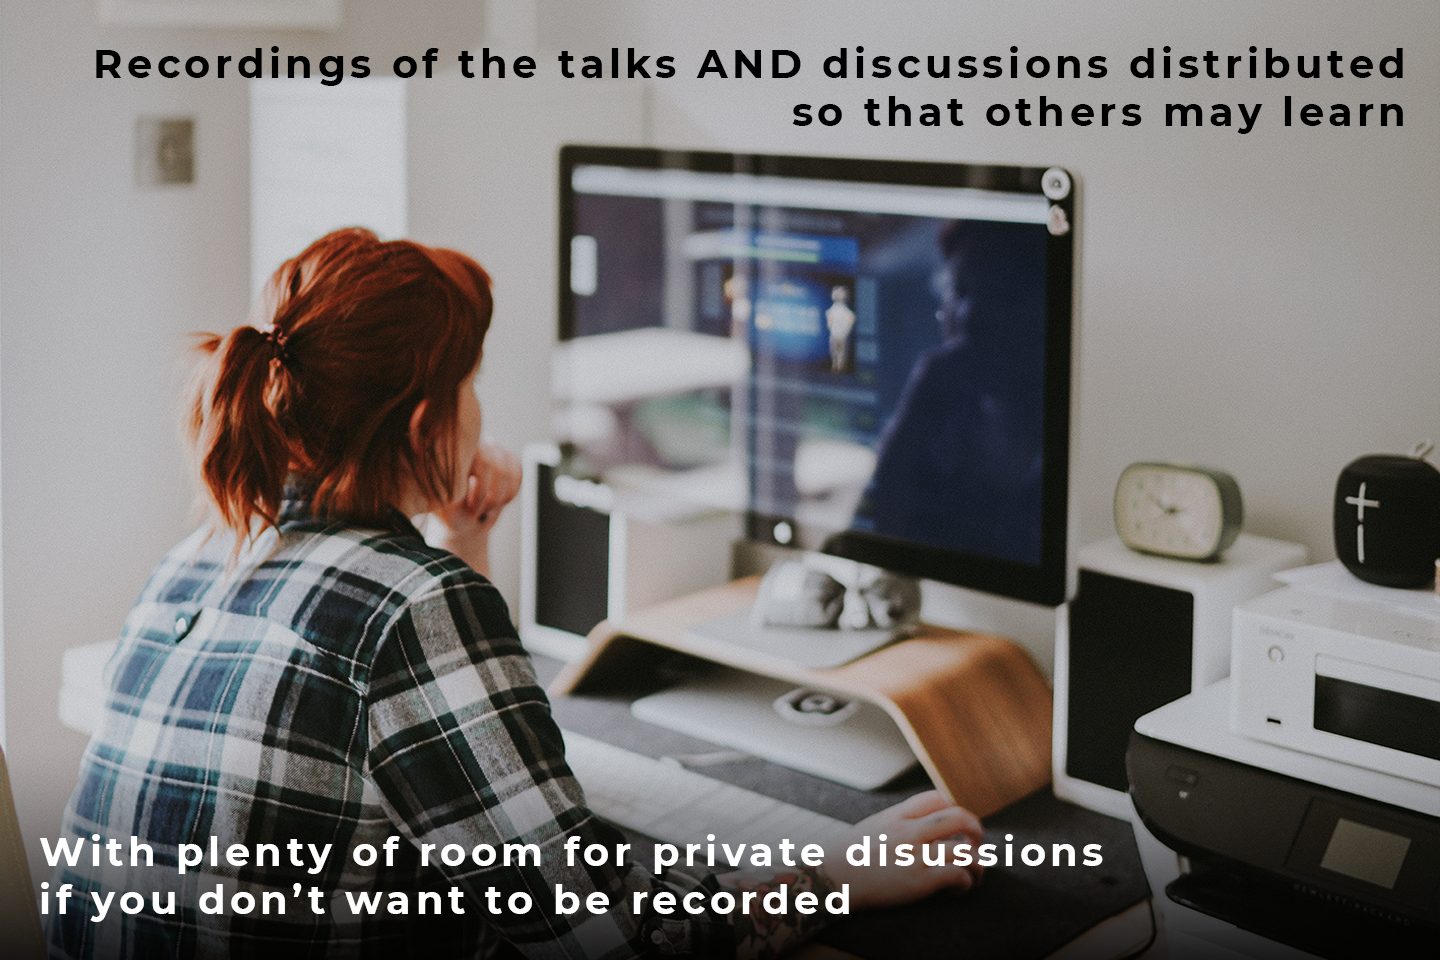 Recordings of the talks AND discussions distributed
so that others may learn
With plenty of room for private disussions
if you don’t want to be recorded